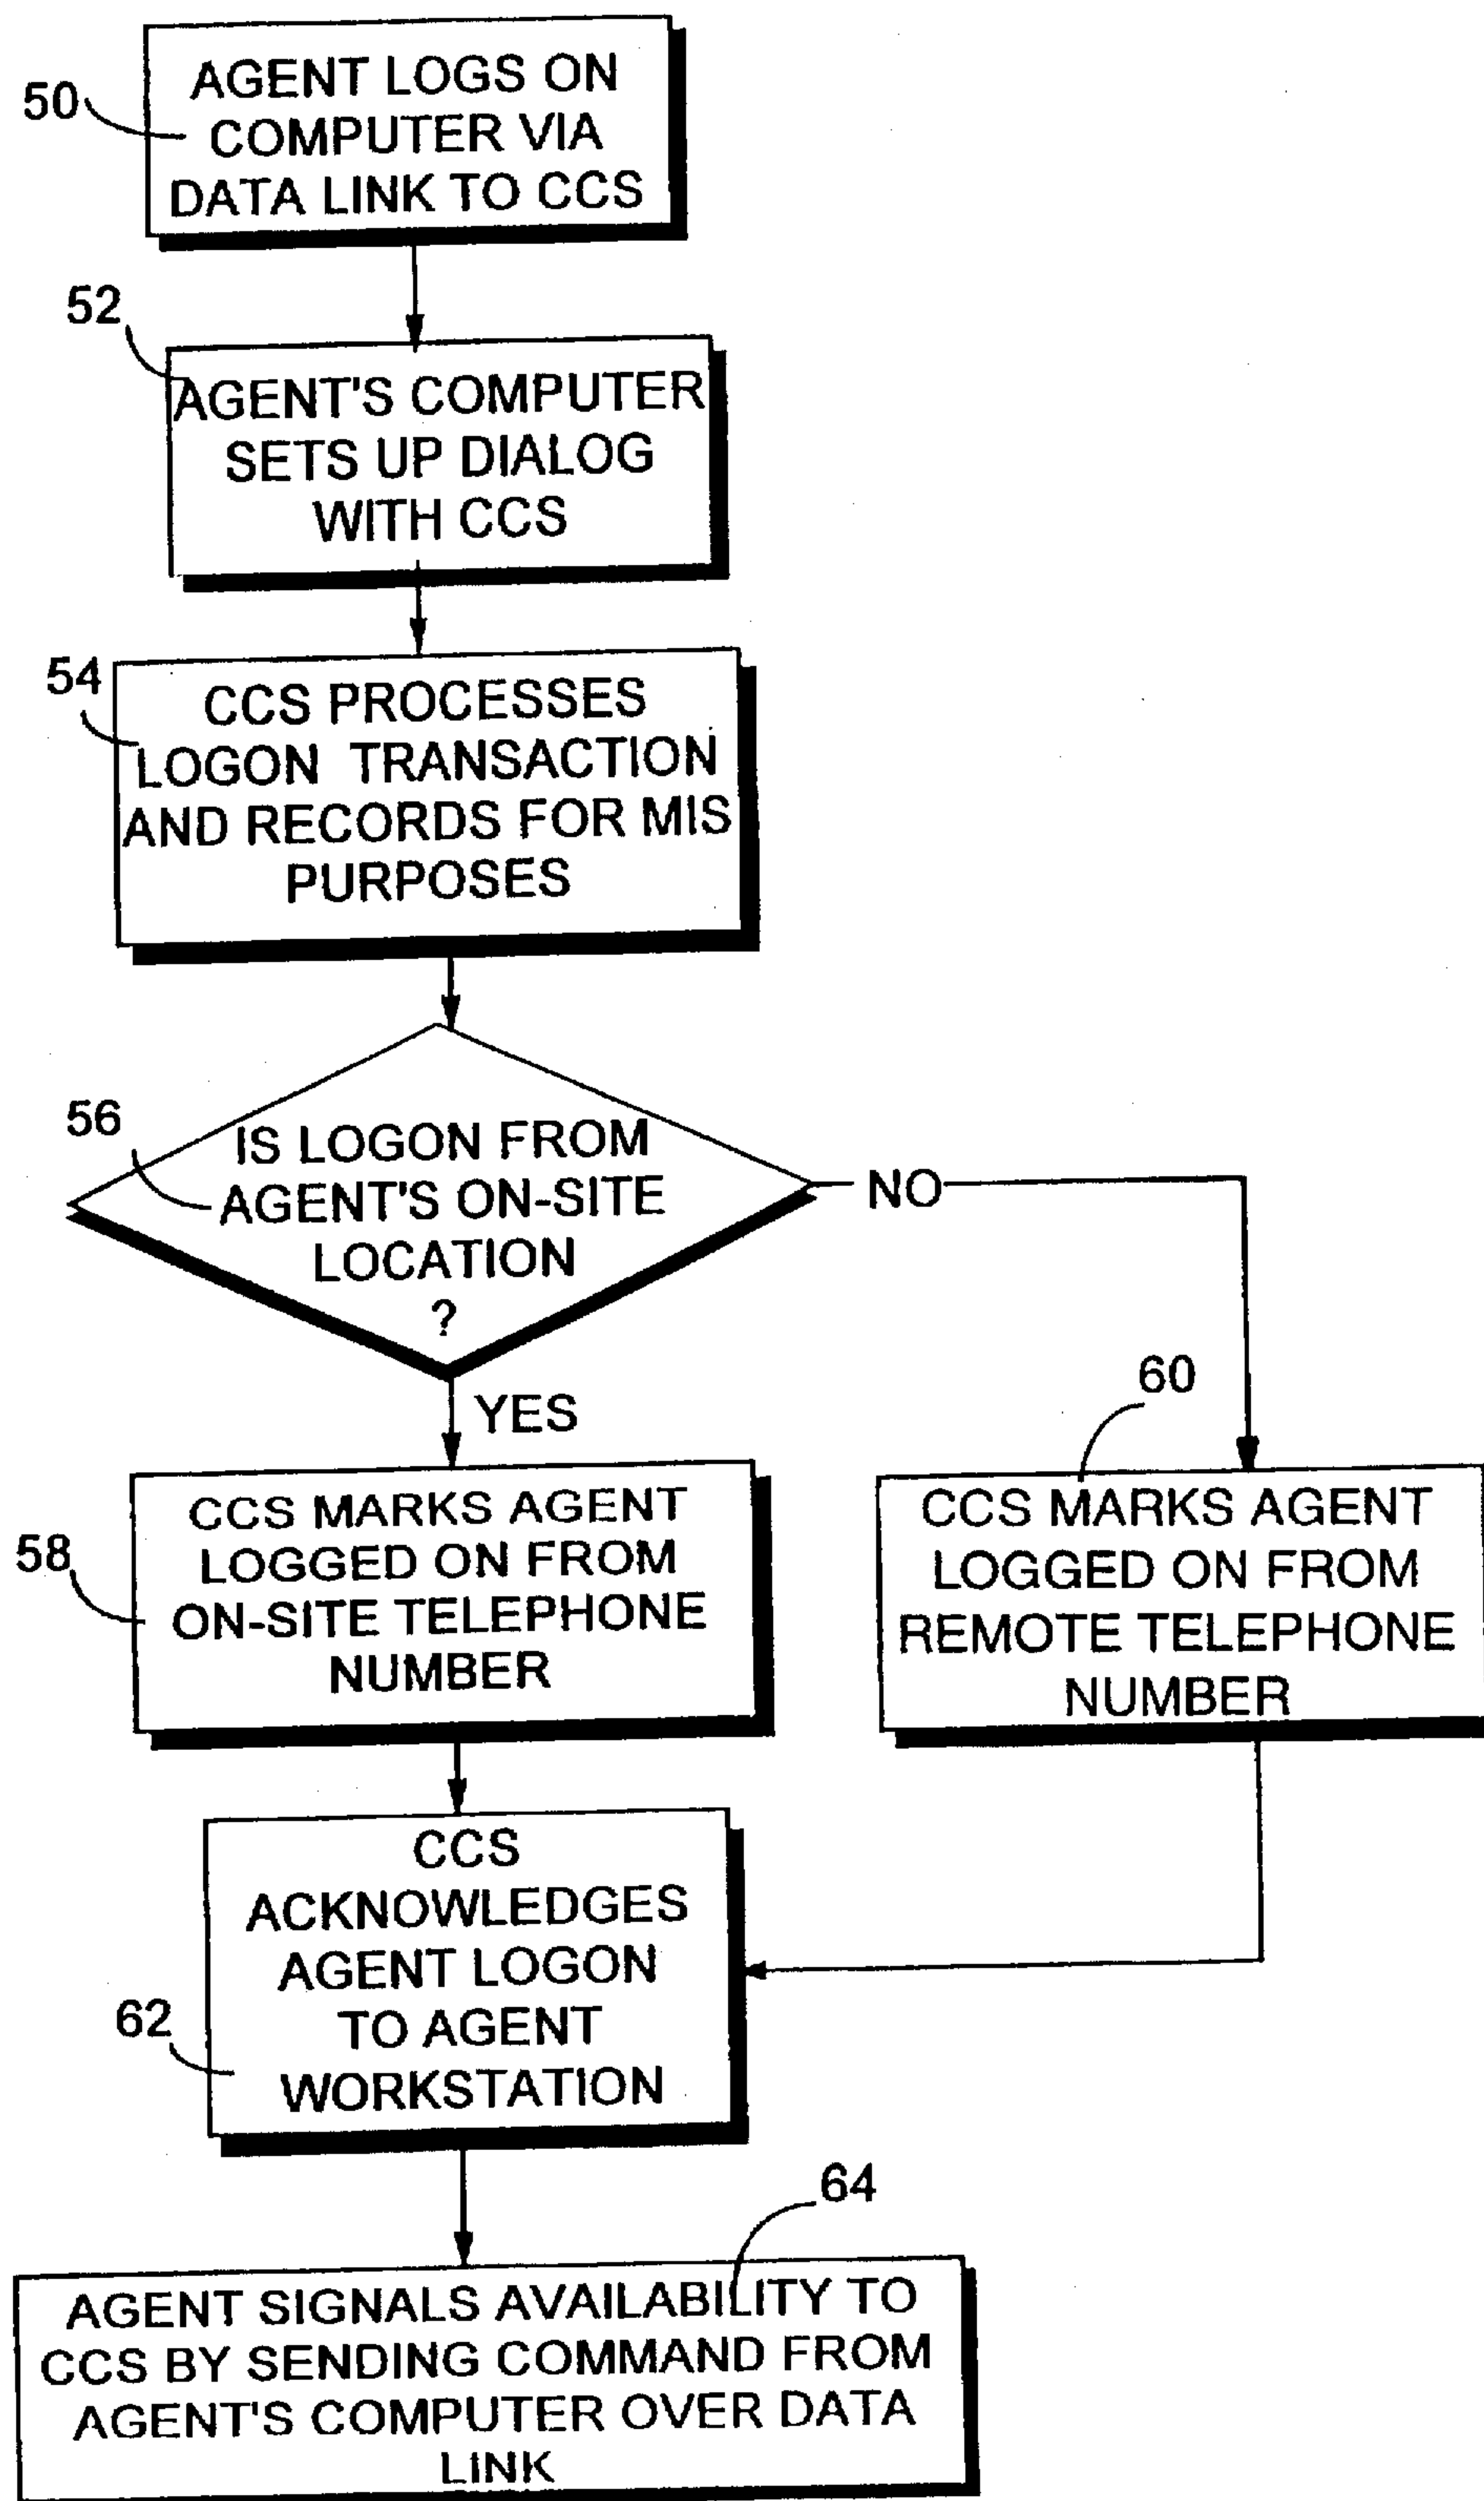 50
AGENT LOGS ON
COMPUTER VIA
DATA LINK TO CCS
52
AGENT'S COMPUTER
SETS UP DIALOG
WITH CCS
54
CCS PROCESSES
LOGON TRANSACTION
AND RECORDS FOR MIS
PURPOSES
56
IS LOGON FROM
AGENT'S ON-SITE
LOCATION
?
NO
YES
58
CCS MARKS AGENT
LOGGED ON FROM
ON-SITE TELEPHONE
NUMBER
60
CCS MARKS AGENT
LOGGED ON FROM
REMOTE TELEPHONE
NUMBER
62
CCS
ACKNOWLEDGES
AGENT LOGON
TO AGENT
WORKSTATION
64
AGENT SIGNALS AVAILABILITY TO
CCS BY SENDING COMMAND FROM
AGENT'S COMPUTER OVER DATA
LINK